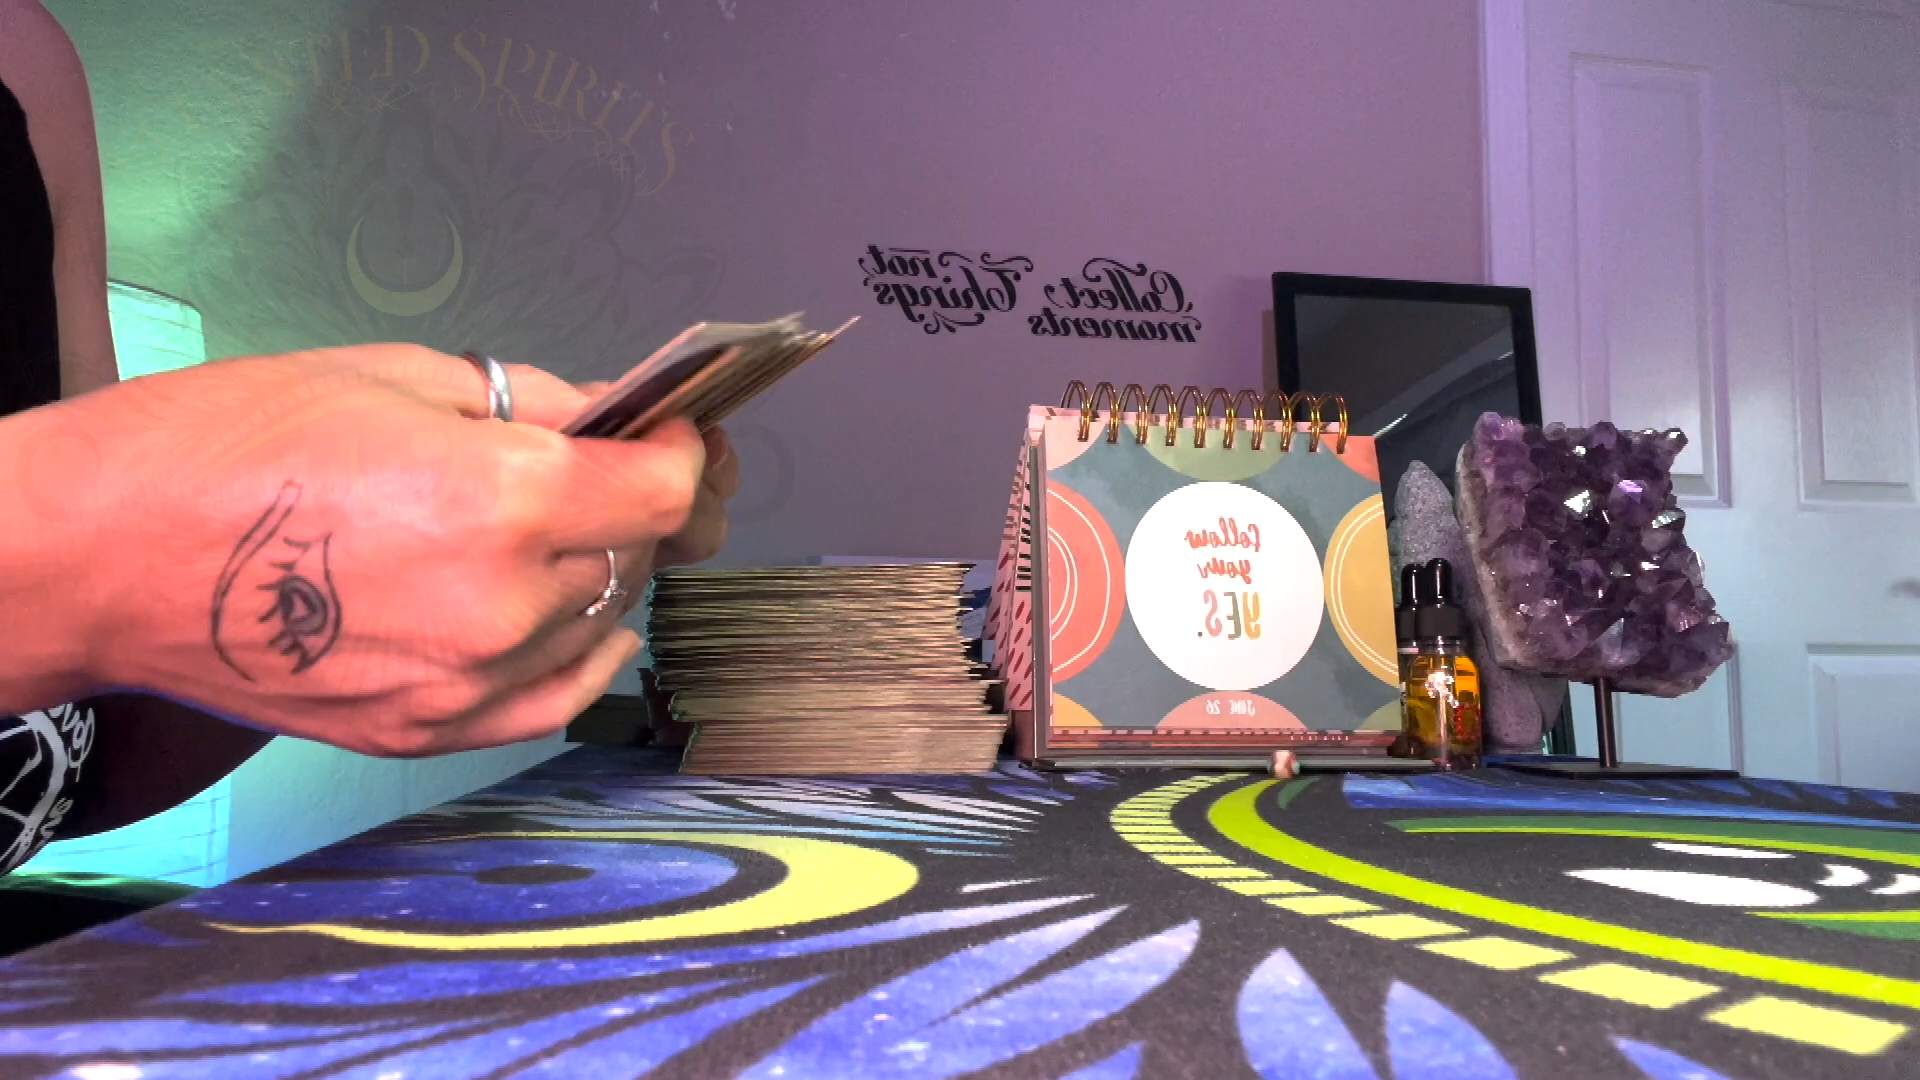 SPIRITS
Collect
moments
not
Things
follow
your
YES.
JUNE 26